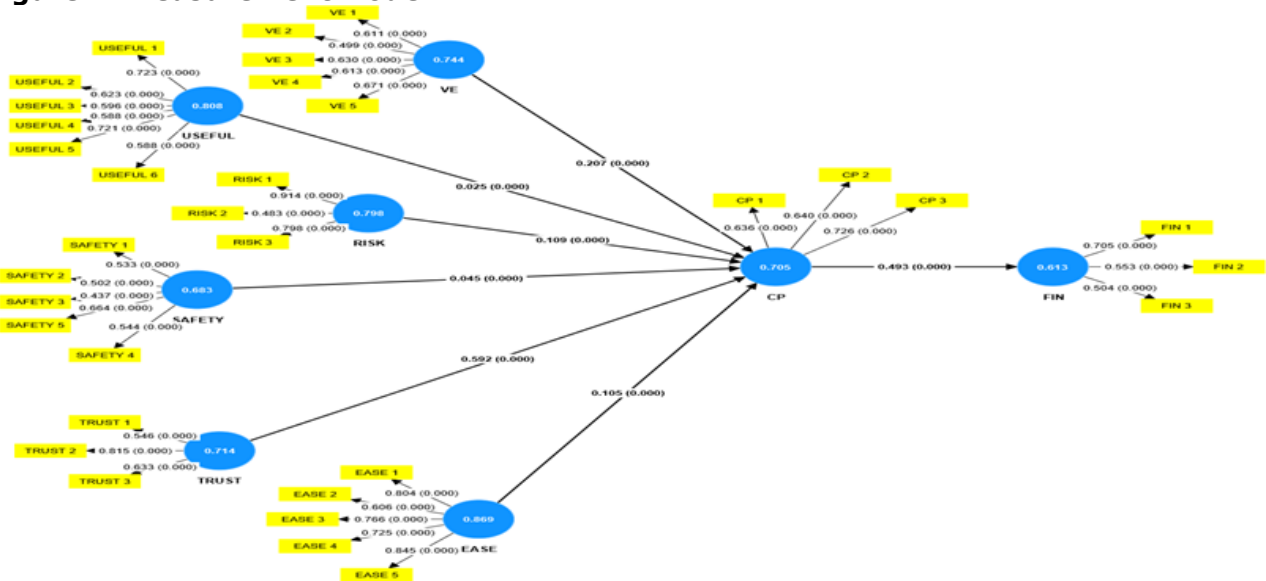 VE 1
0.611 (0.000)
VE 2
0.499 (0.000)
VE 3
0.630 (0.000)
VE 4
0.613 (0.000)
VE 5
0.671 (0.000)
0.744
VE
USEFUL 1
0.723 (0.000)
USEFUL 2
0.623 (0.000)
USEFUL 3
0.596 (0.000)
USEFUL 4
0.588 (0.000)
USEFUL 5
0.721 (0.000)
USEFUL 6
0.588 (0.000)
0.808
USEFUL
0.207 (0.000)
0.025 (0.000)
RISK 1
0.914 (0.000)
RISK 2
0.483 (0.000)
RISK 3
0.798 (0.000)
0.798
RISK
0.109 (0.000)
SAFETY 1
0.533 (0.000)
SAFETY 2
0.502 (0.000)
SAFETY 3
0.437 (0.000)
SAFETY 5
0.664 (0.000)
SAFETY 4
0.544 (0.000)
0.683
SAFETY
0.045 (0.000)
CP 1
0.636 (0.000)
CP 2
0.640 (0.000)
CP 3
0.726 (0.000)
0.705
CP
0.493 (0.000)
FIN 1
0.705 (0.000)
FIN 2
0.553 (0.000)
FIN 3
0.504 (0.000)
0.613
FIN
TRUST 1
0.546 (0.000)
TRUST 2
0.815 (0.000)
TRUST 3
0.633 (0.000)
0.714
TRUST
0.592 (0.000)
EASE 1
0.804 (0.000)
EASE 2
0.606 (0.000)
EASE 3
0.766 (0.000)
EASE 4
0.725 (0.000)
EASE 5
0.845 (0.000)
0.869
EASE
0.105 (0.000)